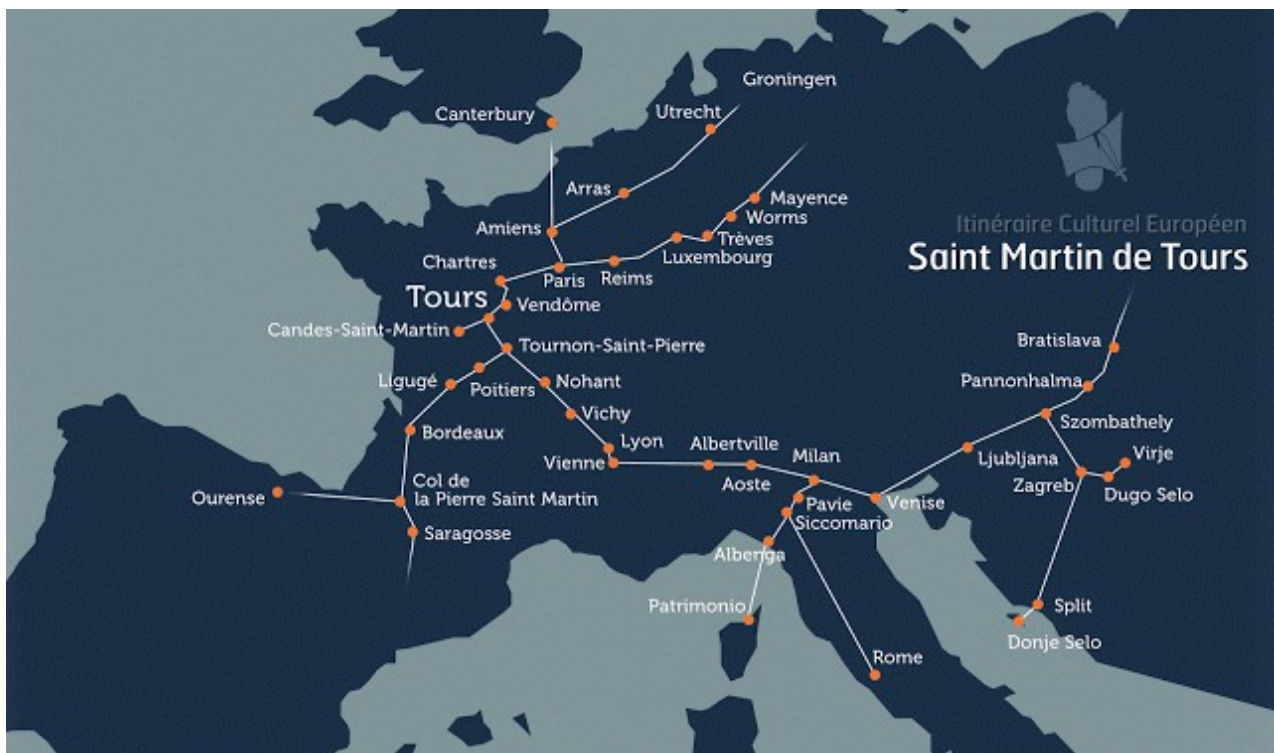 Groningen
Canterbury
Utrecht
Arras
Mayence
Worms
Itinéraire Culturel Européen
Saint Martin de Tours
Amiens
Trèves
Luxembourg
Chartres
Paris
Reims
Tours
Vendôme
Candes-Saint-Martin
Tournon-Saint-Pierre
Bratislava
Ligugé
Poitiers
Nohant
Pannonhalma
Vichy
Szombathely
Bordeaux
Lyon
Albertville
Milan
Vienne
Ljubljana
Virje
Aoste
Zagreb
Dugo Selo
Ourense
Col de
la Pierre Saint Martin
Pavie
Venise
Siccomario
Saragosse
Albenga
Patrimonio
Split
Donje Selo
Rome